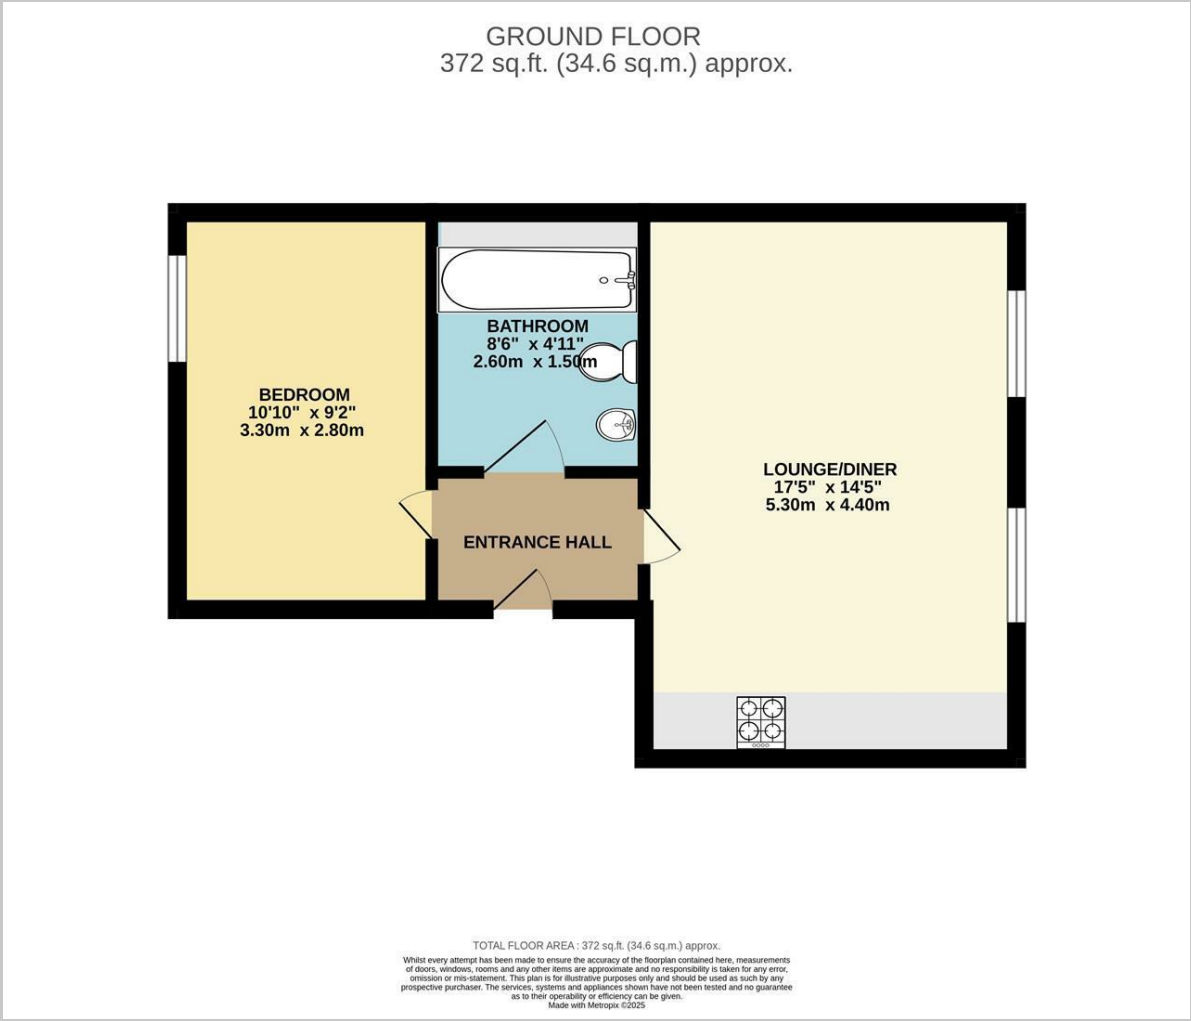 GROUND FLOOR
372 sq.ft. (34.6 sq.m.) approx.
BATHROOM
8'6" x 4'11"
2.60m x 1.50m
BEDROOM
10'10" x 9'2"
3.30m x 2.80m
LOUNGE/DINER
17'5" x 14'5"
5.30m x 4.40m
ENTRANCE HALL
TOTAL FLOOR AREA : 372 sq.ft. (34.6 sq.m.) approx.
Whilst every attempt has been made to ensure the accuracy of the floorplan contained here, measurements
of doors, windows, rooms and any other items are approximate and no responsibility is taken for any error,
omission or mis-statement. This plan is for illustrative purposes only and should be used as such by any
prospective purchaser. The services, systems and appliances shown have not been tested and no guarantee
as to their operability or efficiency can be given.
Made with Metropix ©2025